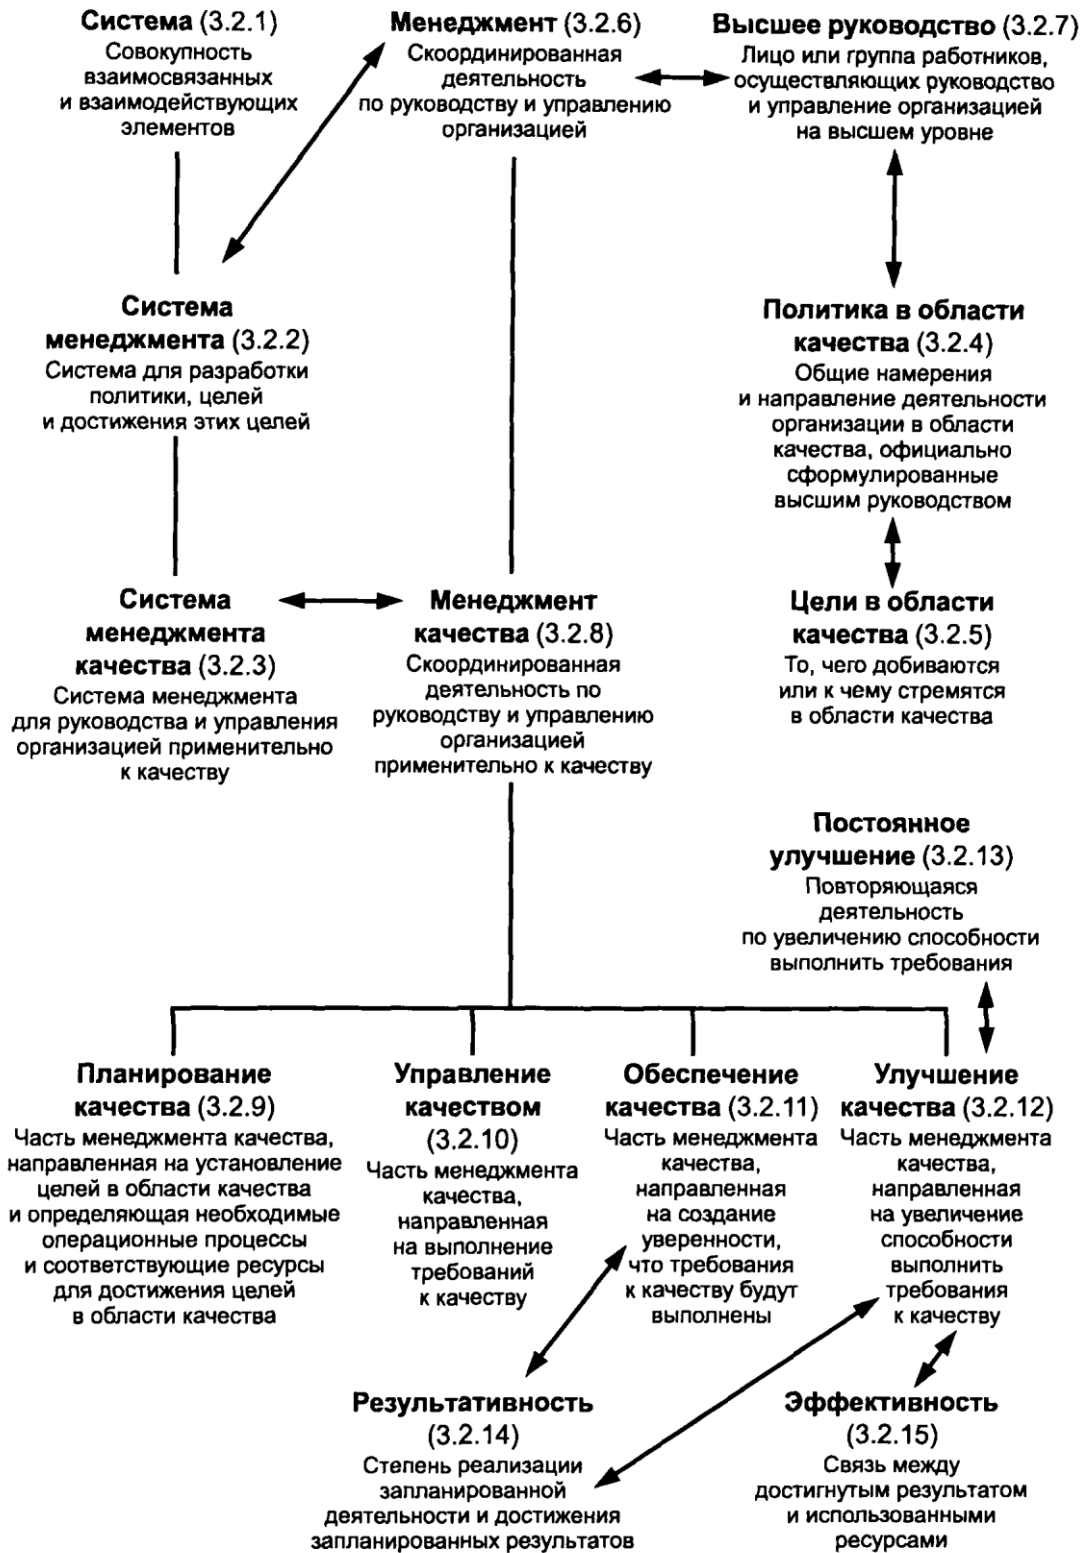 Система (3.2.1)
Совокупность
взаимосвязанных
и взаимодействующих
элементов
Менеджмент (3.2.6)
Скоординированная
деятельность
по руководству и управлению
организацией
Высшее руководство (3.2.7)
Лицо или группа работников,
осуществляющих руководство
и управление организацией
на высшем уровне
Система
менеджмента (3.2.2)
Система для разработки
политики, целей
и достижения этих целей
Политика в области
качества (3.2.4)
Общие намерения
и направление деятельности
организации в области
качества, официально
сформулированные
высшим руководством
Система
менеджмента
качества (3.2.3)
Система менеджмента
для руководства и управления
организацией применительно
к качеству
Менеджмент
качества (3.2.8)
Скоординированная
деятельность по
руководству и управлению
организацией
применительно к качеству
Цели в области
качества (3.2.5)
То, чего добиваются
или к чему стремятся
в области качества
Постоянное
улучшение (3.2.13)
Повторяющаяся
деятельность
по увеличению способности
выполнить требования
Планирование
качества (3.2.9)
Часть менеджмента качества,
направленная на установление
целей в области качества
и определяющая необходимые
операционные процессы
и соответствующие ресурсы
для достижения целей
в области качества
Управление
качеством
(3.2.10)
Часть менеджмента
качества,
направленная
на выполнение
требований
к качеству
Обеспечение
качества (3.2.11)
Часть менеджмента
качества,
направленная
на создание
уверенности,
что требования
к качеству будут
выполнены
Улучшение
качества (3.2.12)
Часть менеджмента
качества,
направленная
на увеличение
способности
выполнить
требования
к качеству
Результативность
(3.2.14)
Степень реализации
запланированной
деятельности и достижения
запланированных результатов
Эффективность
(3.2.15)
Связь между
достигнутым результатом
и использованными
ресурсами